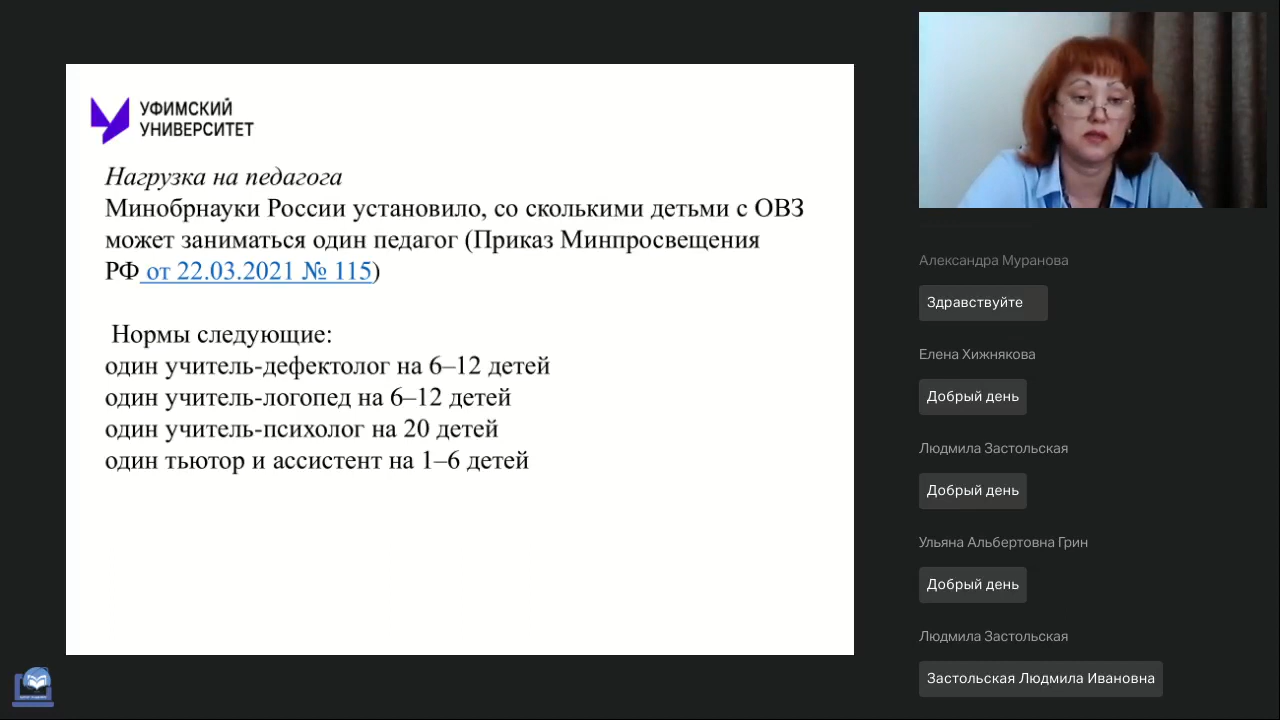 УФИМСКИЙ
УНИВЕРСИТЕТ
Нагрузка на педагога
Минобрнауки России установило, со сколькими детьми с ОВЗ
может заниматься один педагог (Приказ Минпросвещения
РФ от 22.03.2021 № 115)
Нормы следующие:
один учитель-дефектолог на 6–12 детей
один учитель-логопед на 6–12 детей
один учитель-психолог на 20 детей
один тьютор и ассистент на 1–6 детей
Александра Муранова
Здравствуйте
Елена Хижнякова
Добрый день
Людмила Застольская
Добрый день
Ульяна Альбертовна Грин
Добрый день
Людмила Застольская
Застольская Людмила Ивановна